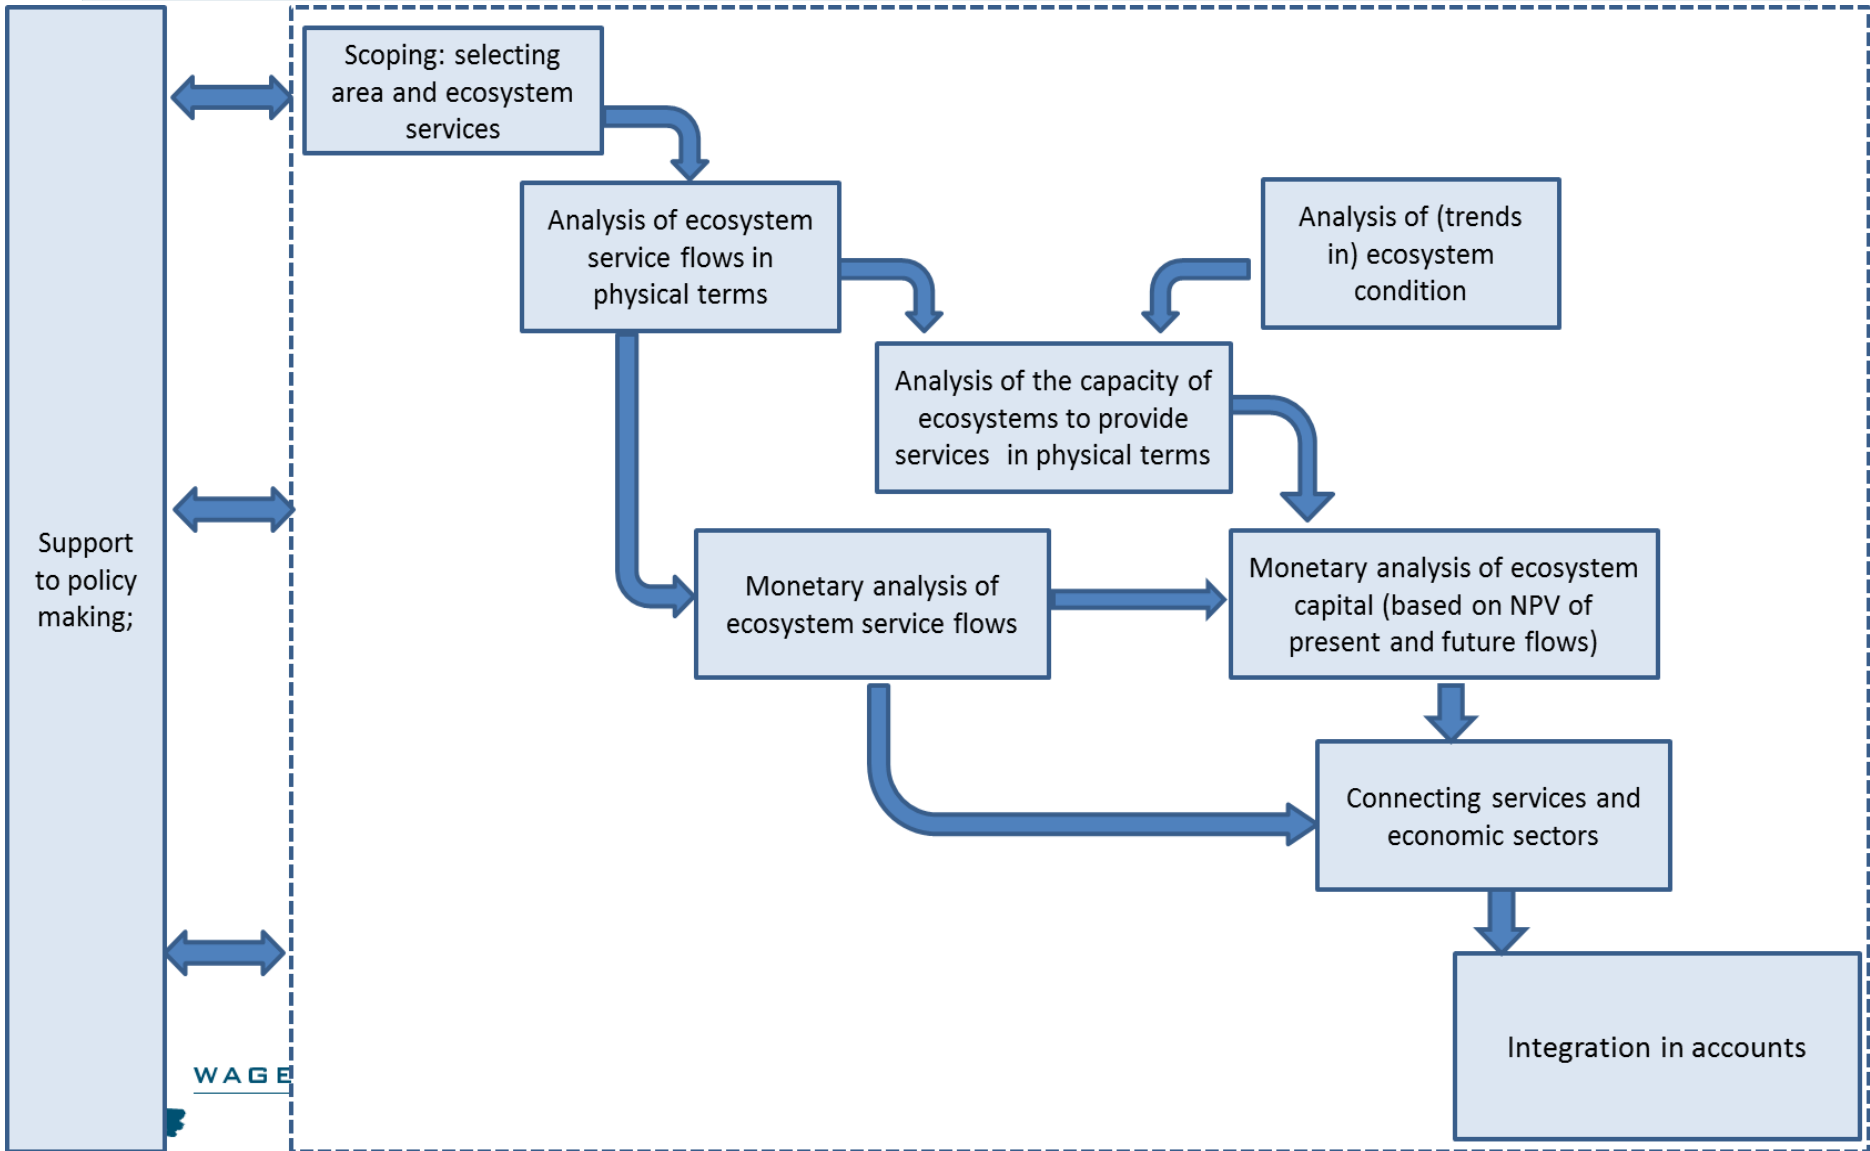 Scoping: selecting
area and ecosystem
services
Analysis of ecosystem
service flows in
physical terms
Analysis of (trends
in) ecosystem
condition
Analysis of the capacity of
ecosystems to provide
services in physical terms
Support
to policy
making;
Monetary analysis of
ecosystem service flows
Monetary analysis of ecosystem
capital (based on NPV of
present and future flows)
Connecting services and
economic sectors
Integration in accounts
WAGE